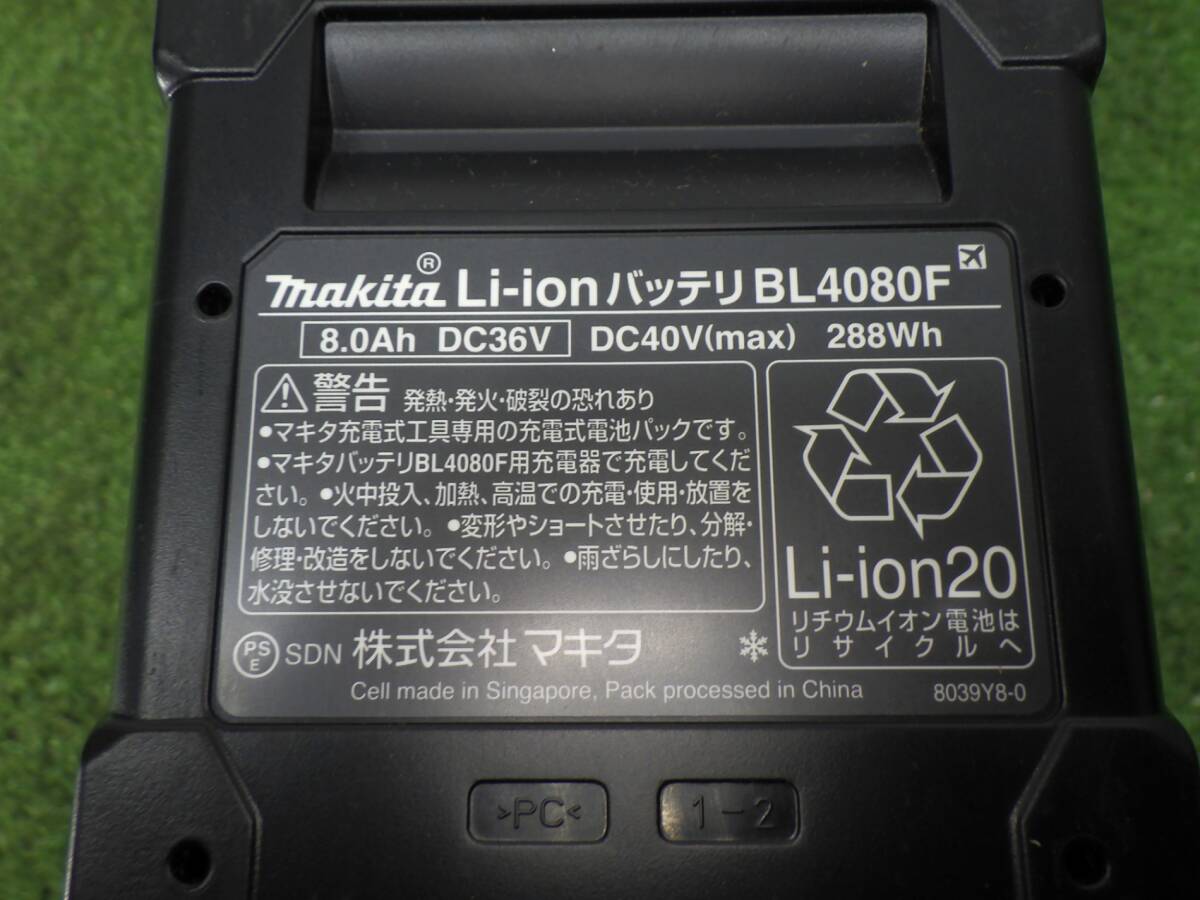 makita® Li-ionバッテリBL4080F
8.0Ah DC36V DC40V(max) 288Wh
警告 発熱・発火・破裂の恐れあり
●マキタ充電式工具専用の充電式電池パックです。
●マキタバッテリBL4080F用充電器で充電してくだ
さい。●火中投入、加熱、高温での充電・使用・放置を
しないでください。●変形やショートさせたり、分解・
修理・改造をしないでください。●雨ざらしにしたり、
水没させないでください。
Li-ion20
リチウムイオン電池は
リサイクルへ
PS
E
SDN 株式会社マキタ
Cell made in Singapore, Pack processed in China
8039Y8-0
>PC<
1-2